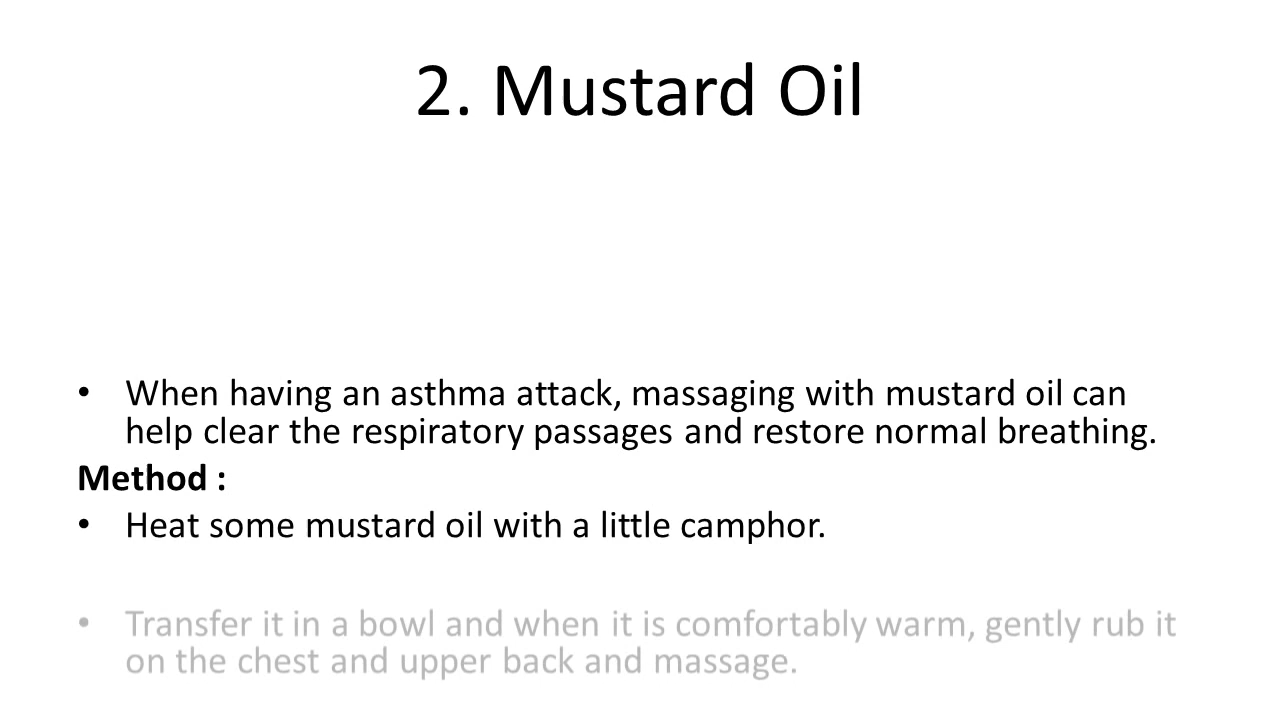 2. Mustard Oil
• When having an asthma attack, massaging with mustard oil can
help clear the respiratory passages and restore normal breathing.
Method :
• Heat some mustard oil with a little camphor.
• Transfer it in a bowl and when it is comfortably warm, gently rub it
on the chest and upper back and massage.